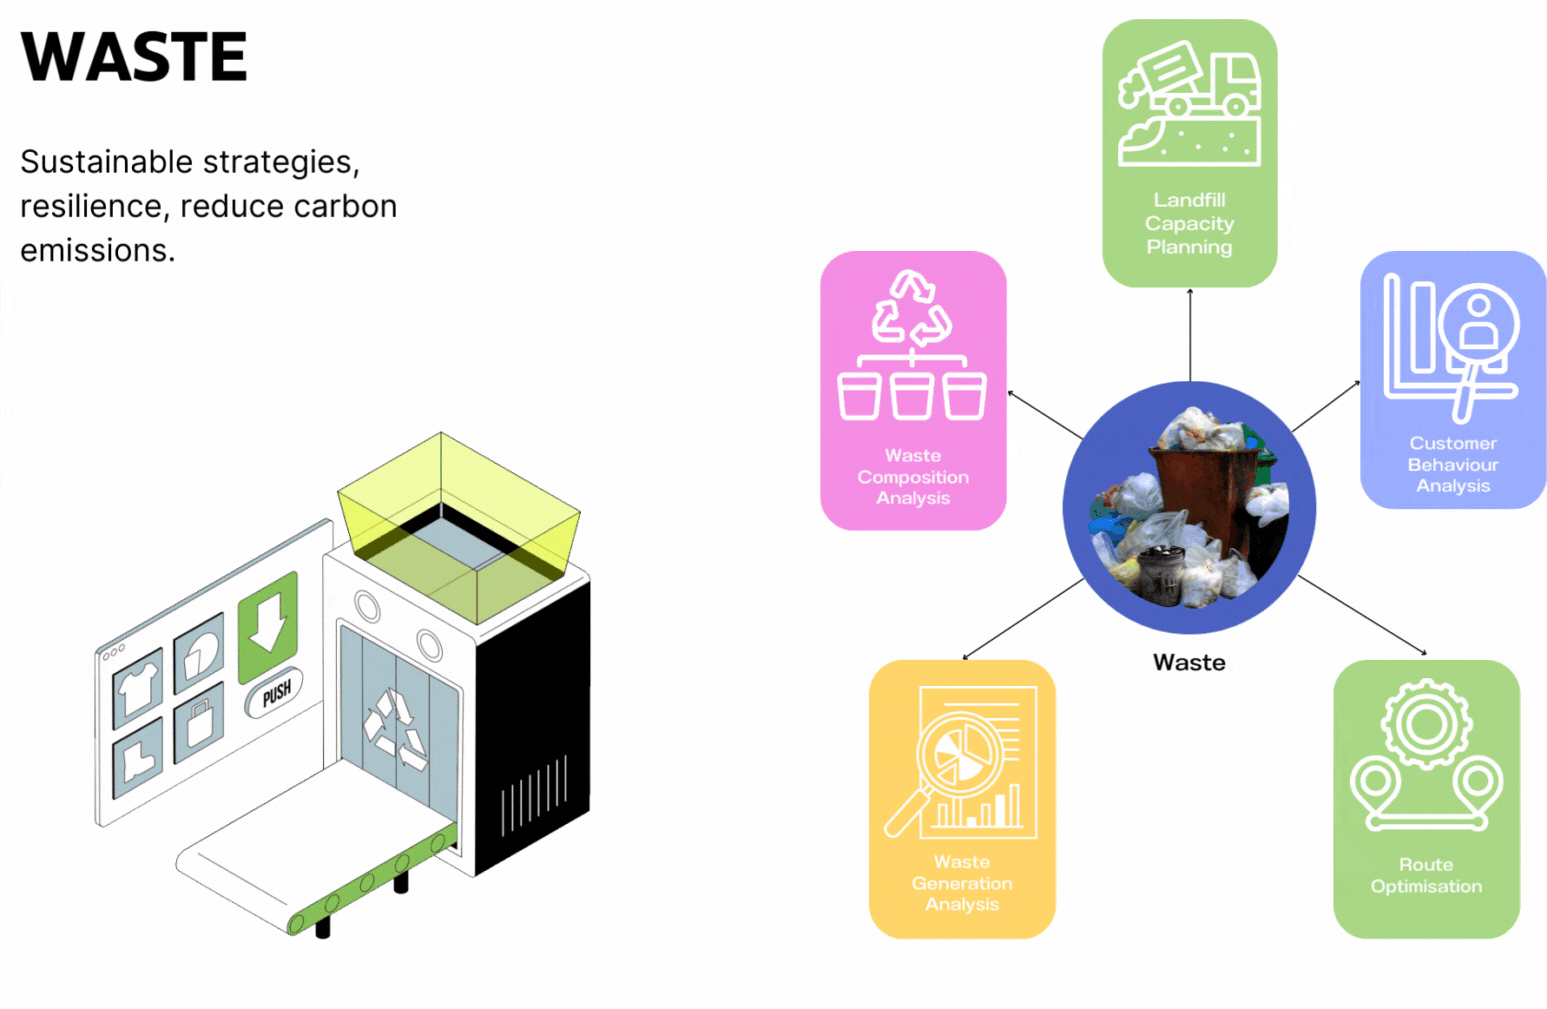 WASTE
Sustainable strategies,
resilience, reduce carbon
emissions.
PUSH
Landfill
Capacity
Planning
Waste
Composition
Analysis
Customer
Behaviour
Analysis
Waste
Waste
Generation
Analysis
Route
Optimisation